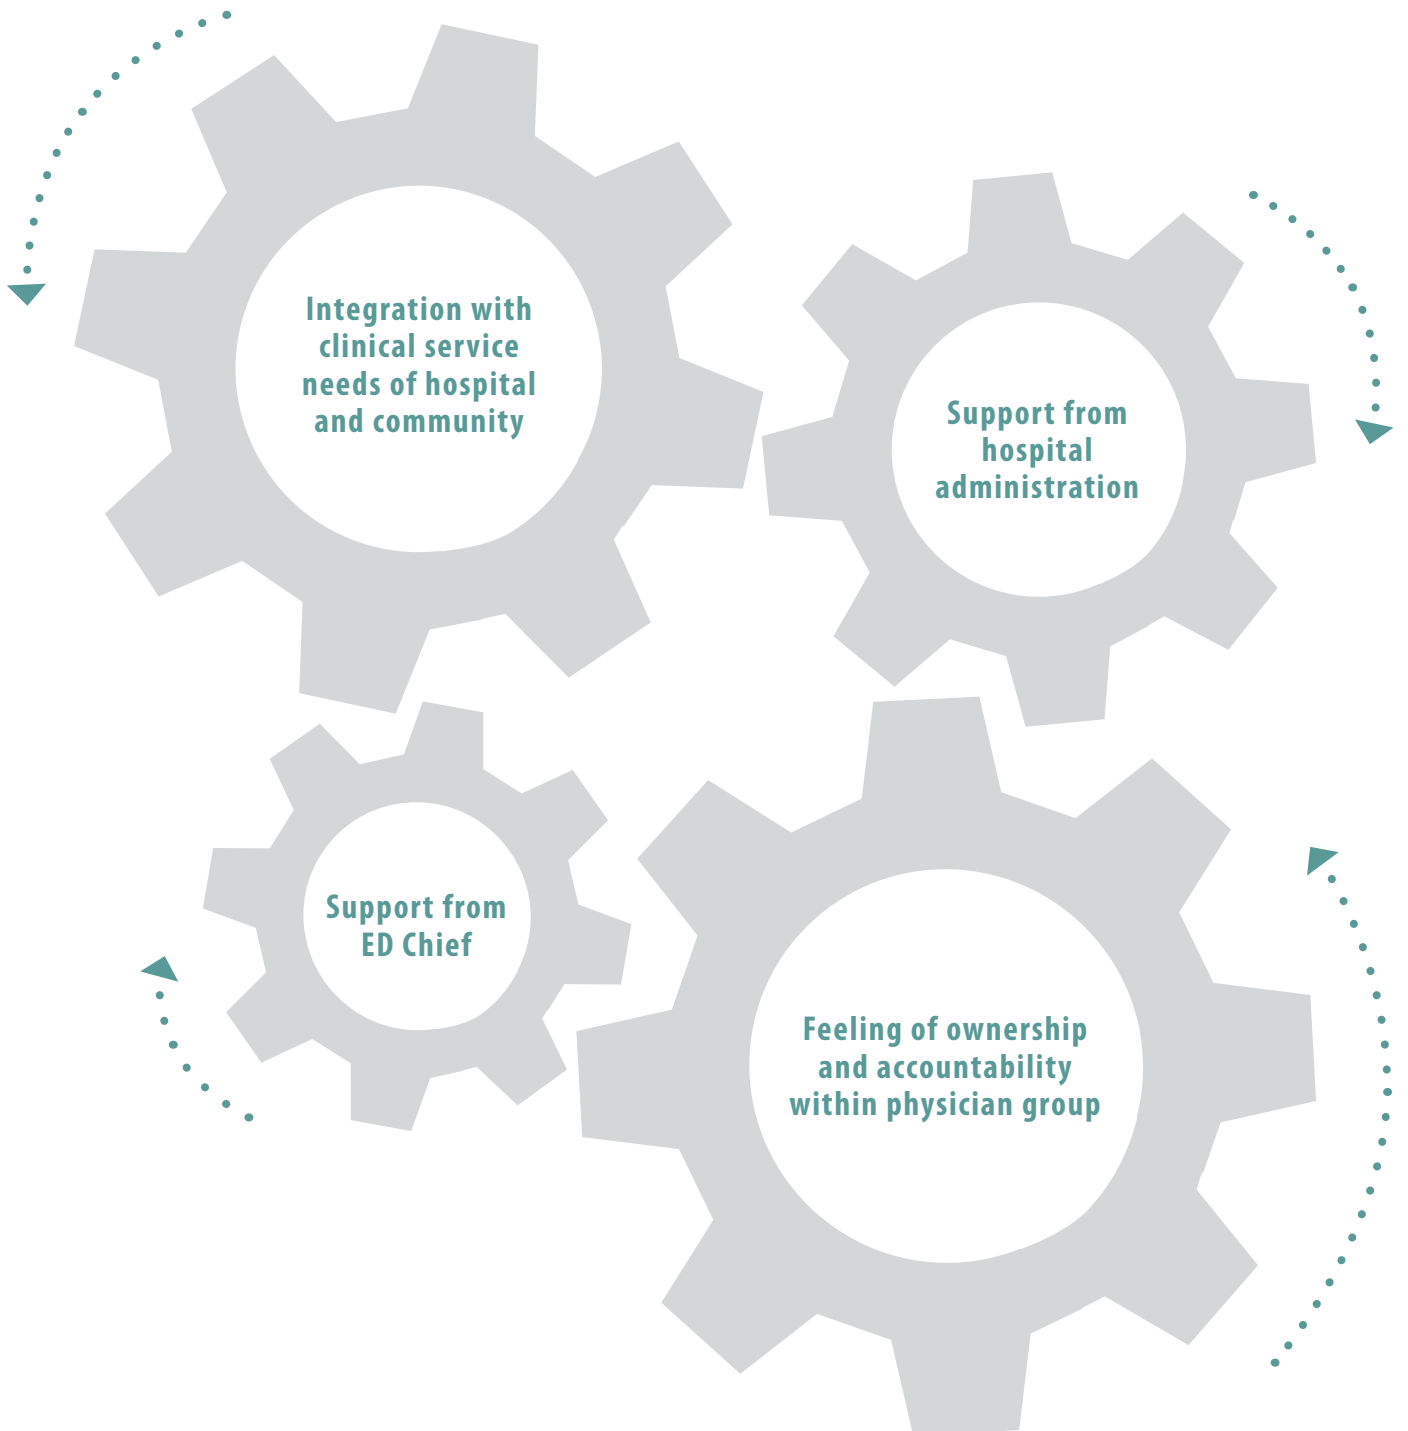 Integration with
clinical service
needs of hospital
and community
Support from
hospital
administration
Support from
ED Chief
Feeling of ownership
and accountability
within physician group